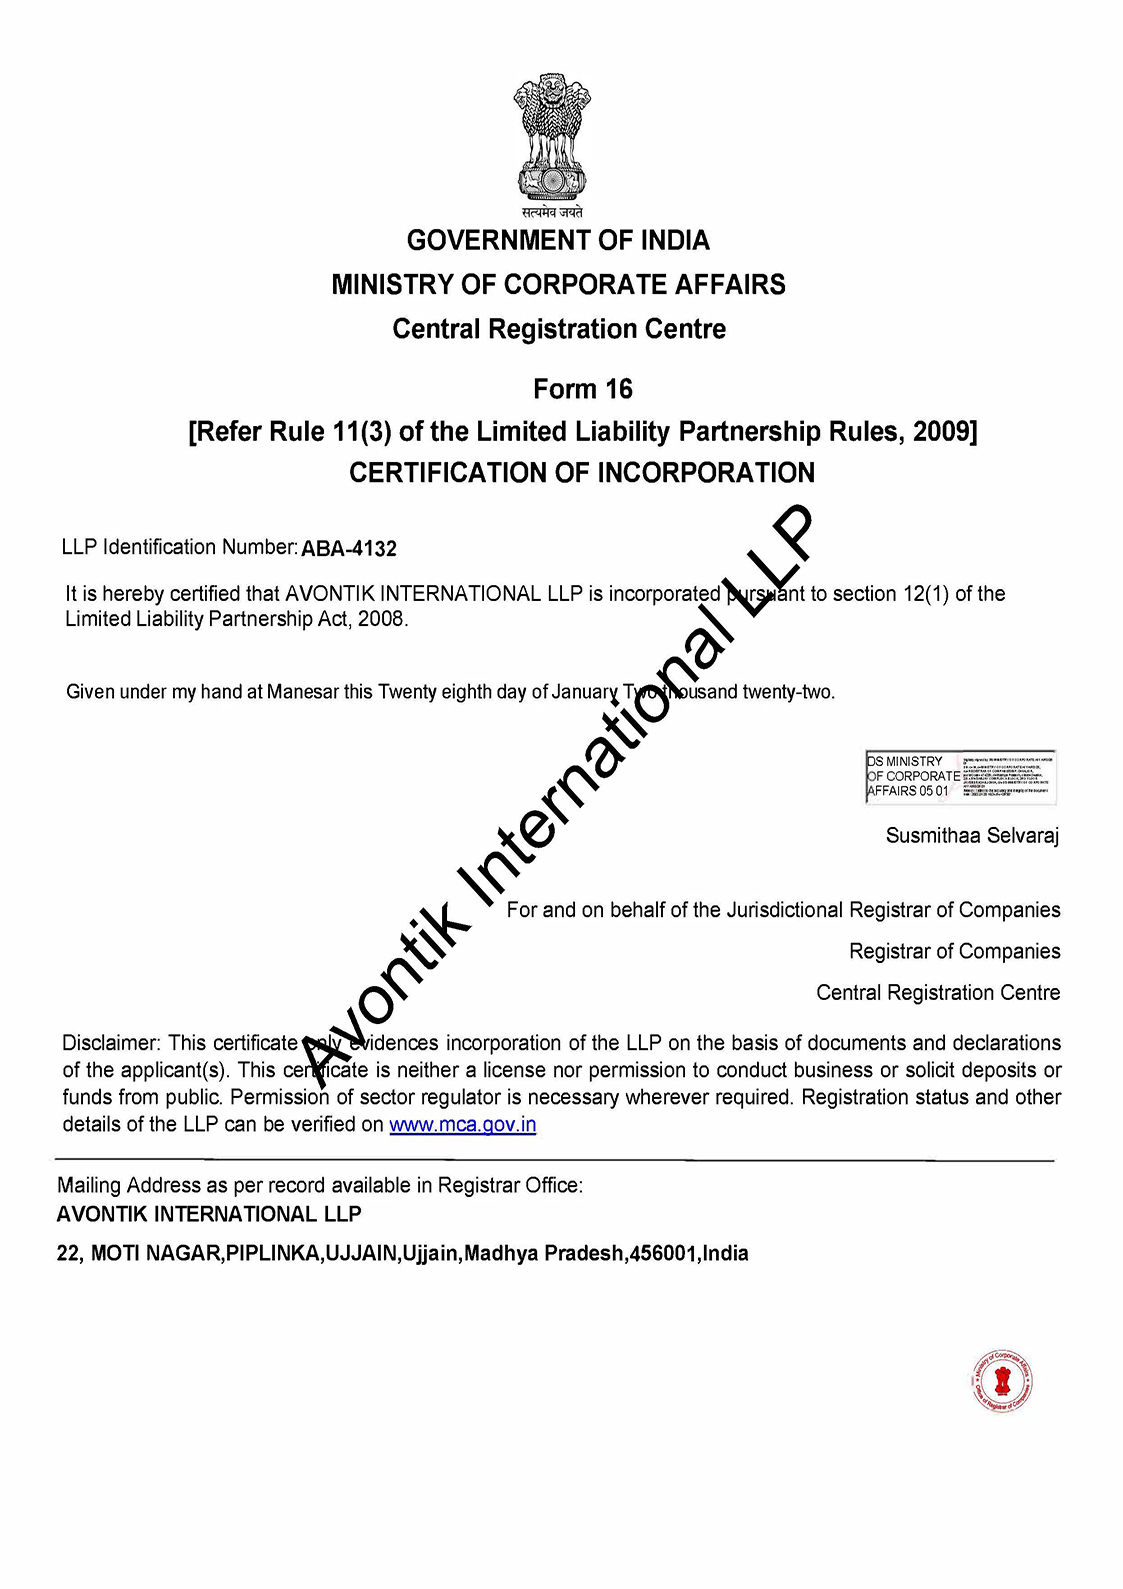 सत्यमेव जयते
GOVERNMENT OF INDIA
MINISTRY OF CORPORATE AFFAIRS
Central Registration Centre
Form 16
[Refer Rule 11(3) of the Limited Liability Partnership Rules, 2009]
CERTIFICATION OF INCORPORATION
LLP Identification Number: ABA-4132
It is hereby certified that AVONTIK INTERNATIONAL LLP is incorporated pursuant to section 12(1) of the
Limited Liability Partnership Act, 2008.
Given under my hand at Manesar this Twenty eighth day of January Two thousand twenty-two.
Avontik International LLP
DS MINISTRY
OF CORPORATE
AFFAIRS 05 01
Susmithaa Selvaraj
For and on behalf of the Jurisdictional Registrar of Companies
Registrar of Companies
Central Registration Centre
Disclaimer: This certificate only evidences incorporation of the LLP on the basis of documents and declarations
of the applicant(s). This certificate is neither a license nor permission to conduct business or solicit deposits or
funds from public. Permission of sector regulator is necessary wherever required. Registration status and other
details of the LLP can be verified on www.mca.gov.in
Mailing Address as per record available in Registrar Office:
AVONTIK INTERNATIONAL LLP
22, MOTI NAGAR,PIPLINKA,UJJAIN,Ujjain,Madhya Pradesh,456001,India
Ministry of Corporate Affairs
Office of Registrar of Companies